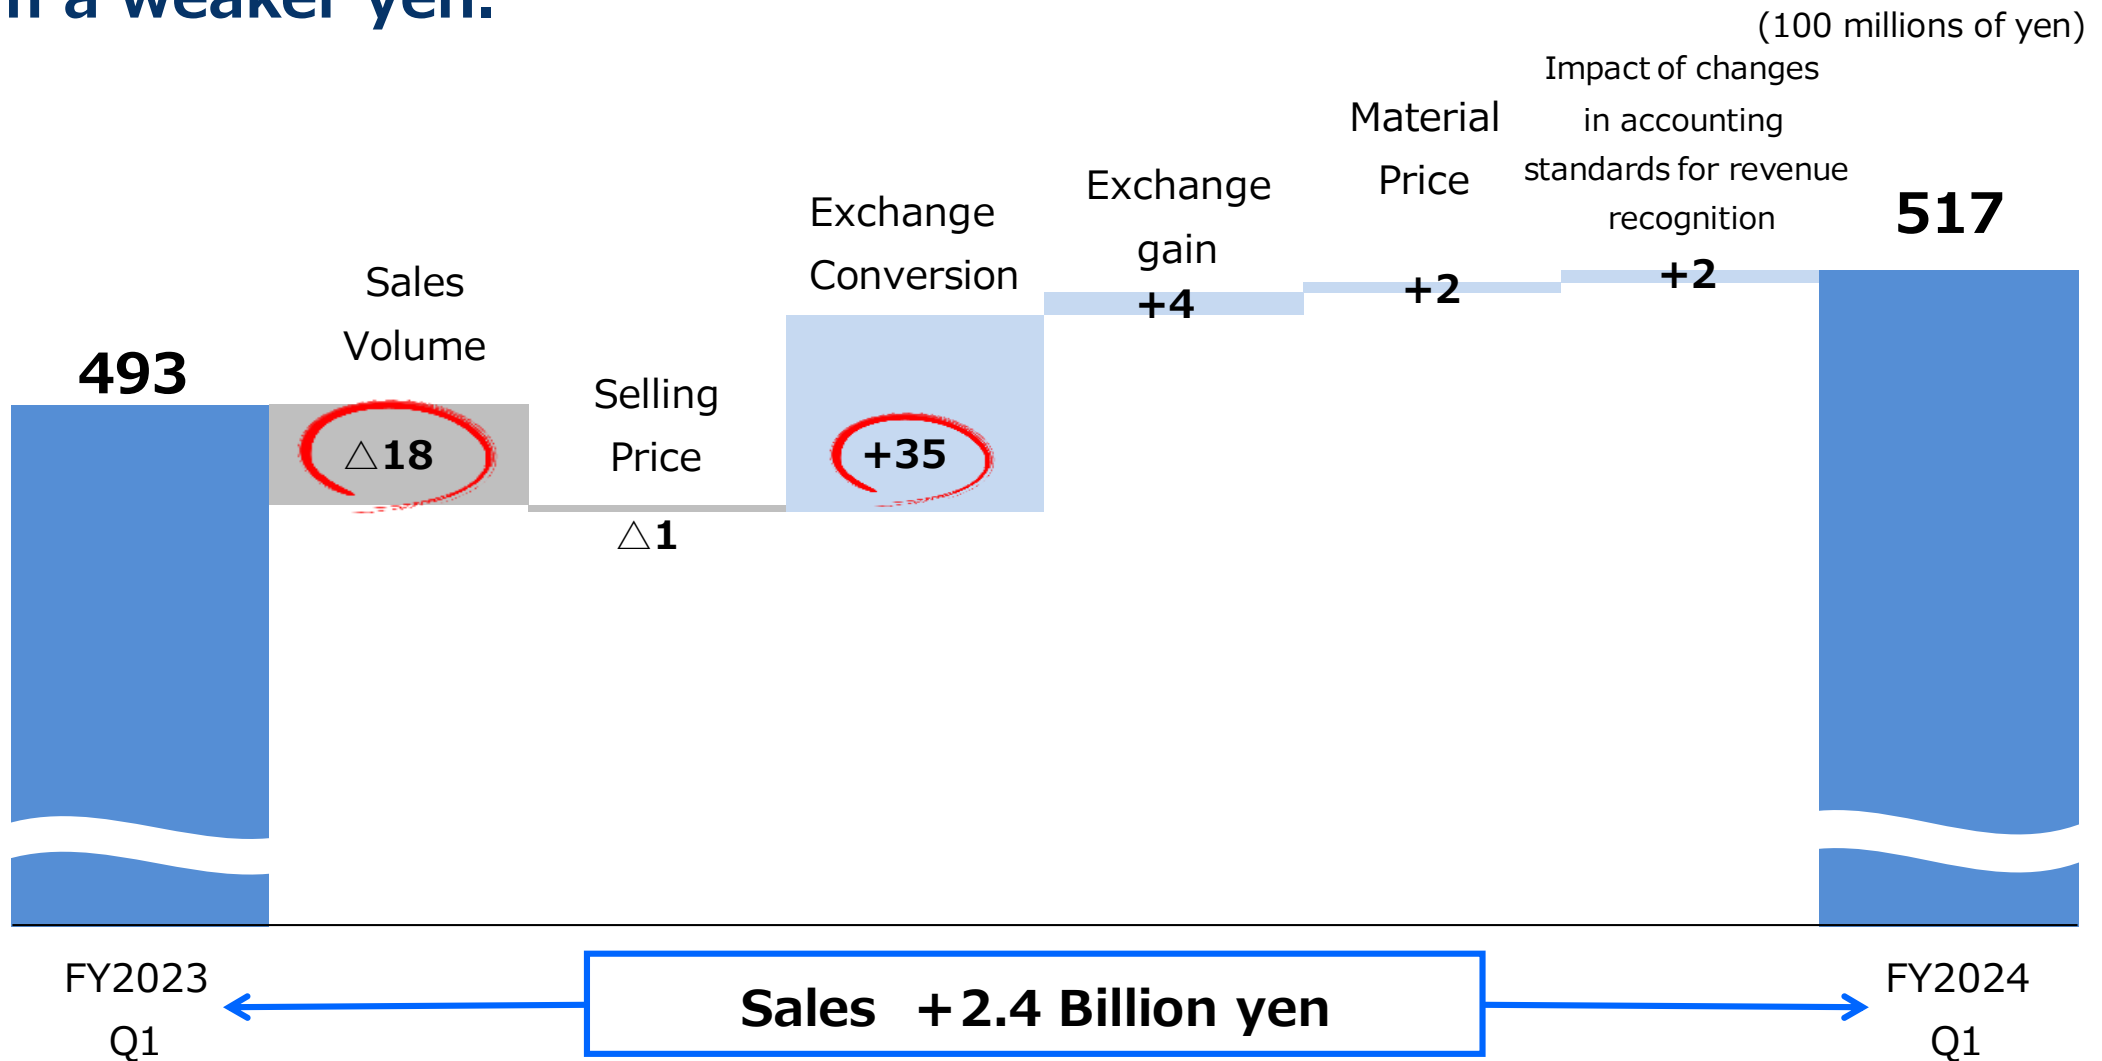 a weaker yen.
(100 millions of yen)
Impact of changes
in accounting
standards for revenue
recognition
Material
Price
Exchange
gain
Exchange
Conversion
Sales
Volume
Selling
Price
493
△18
△1
+35
+4
+2
+2
517
FY2023
Q1
Sales +2.4 Billion yen
FY2024
Q1